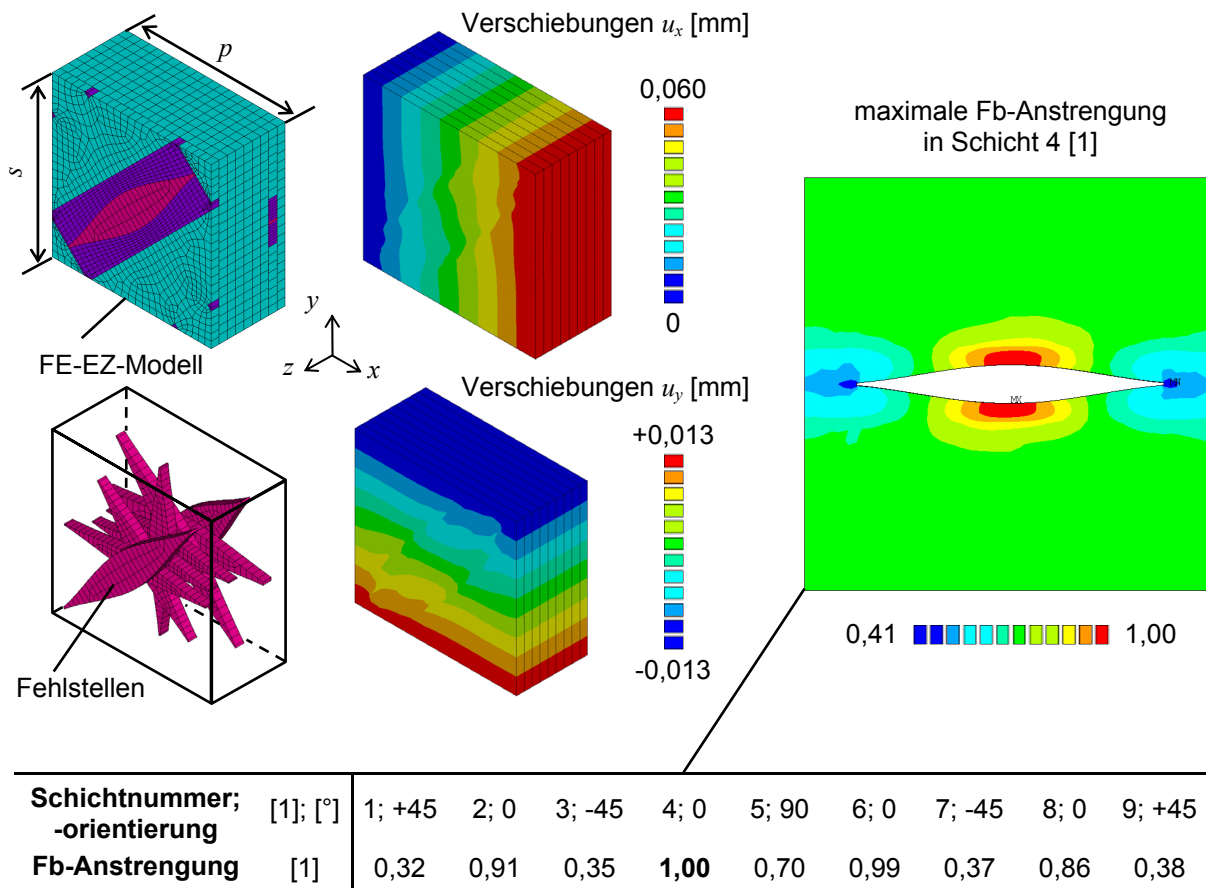 Verschiebungen uₓ [mm]
p
s
0,060
0
FE-EZ-Modell
y
z
x
Verschiebungen u_y [mm]
+0,013
-0,013
Fehlstellen
maximale Fb-Anstrengung
in Schicht 4 [1]
MN
MX
0,41
1,00
Schichtnummer; -orientierung [1]; [°] 1; +45 2; 0 3; -45 4; 0 5; 90 6; 0 7; -45 8; 0 9; +45
Fb-Anstrengung [1] 0,32 0,91 0,35 1,00 0,70 0,99 0,37 0,86 0,38